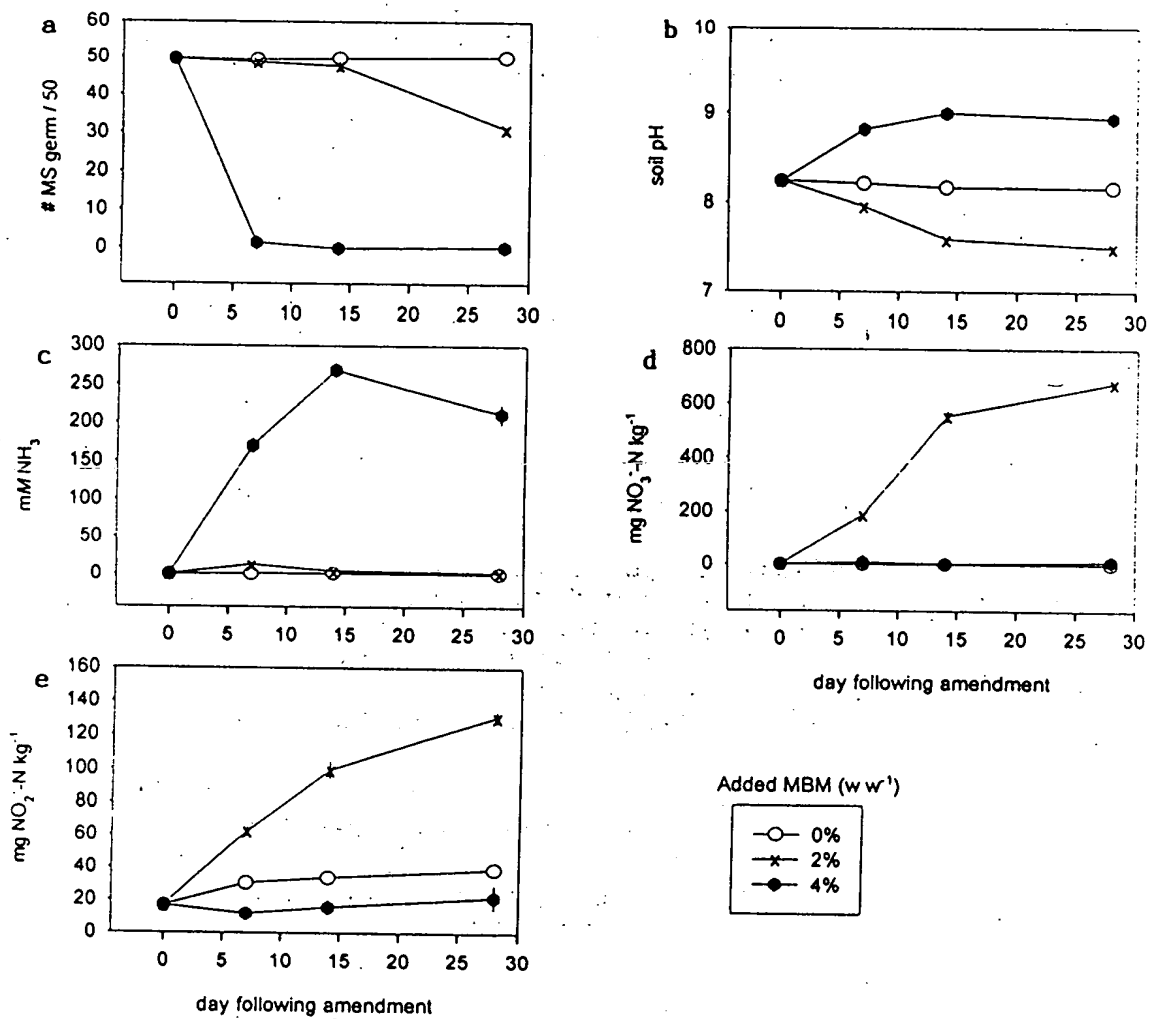 a
60
50
40
30
20
10
0
# MS germ / 50
0 5 10 15 20 25 30
b
10
9
8
7
soil pH
0 5 10 15 20 25 30
c
300
250
200
150
100
50
0
mM NH₃
0 5 10 15 20 25 30
d
800
600
400
200
0
mg NO₃⁻-N kg⁻¹
0 5 10 15 20 25 30
day following amendment
e
160
140
120
100
80
60
40
20
0
mg NO₂⁻-N kg⁻¹
0 5 10 15 20 25 30
day following amendment
Added MBM (w w⁻¹)
0%
2%
4%